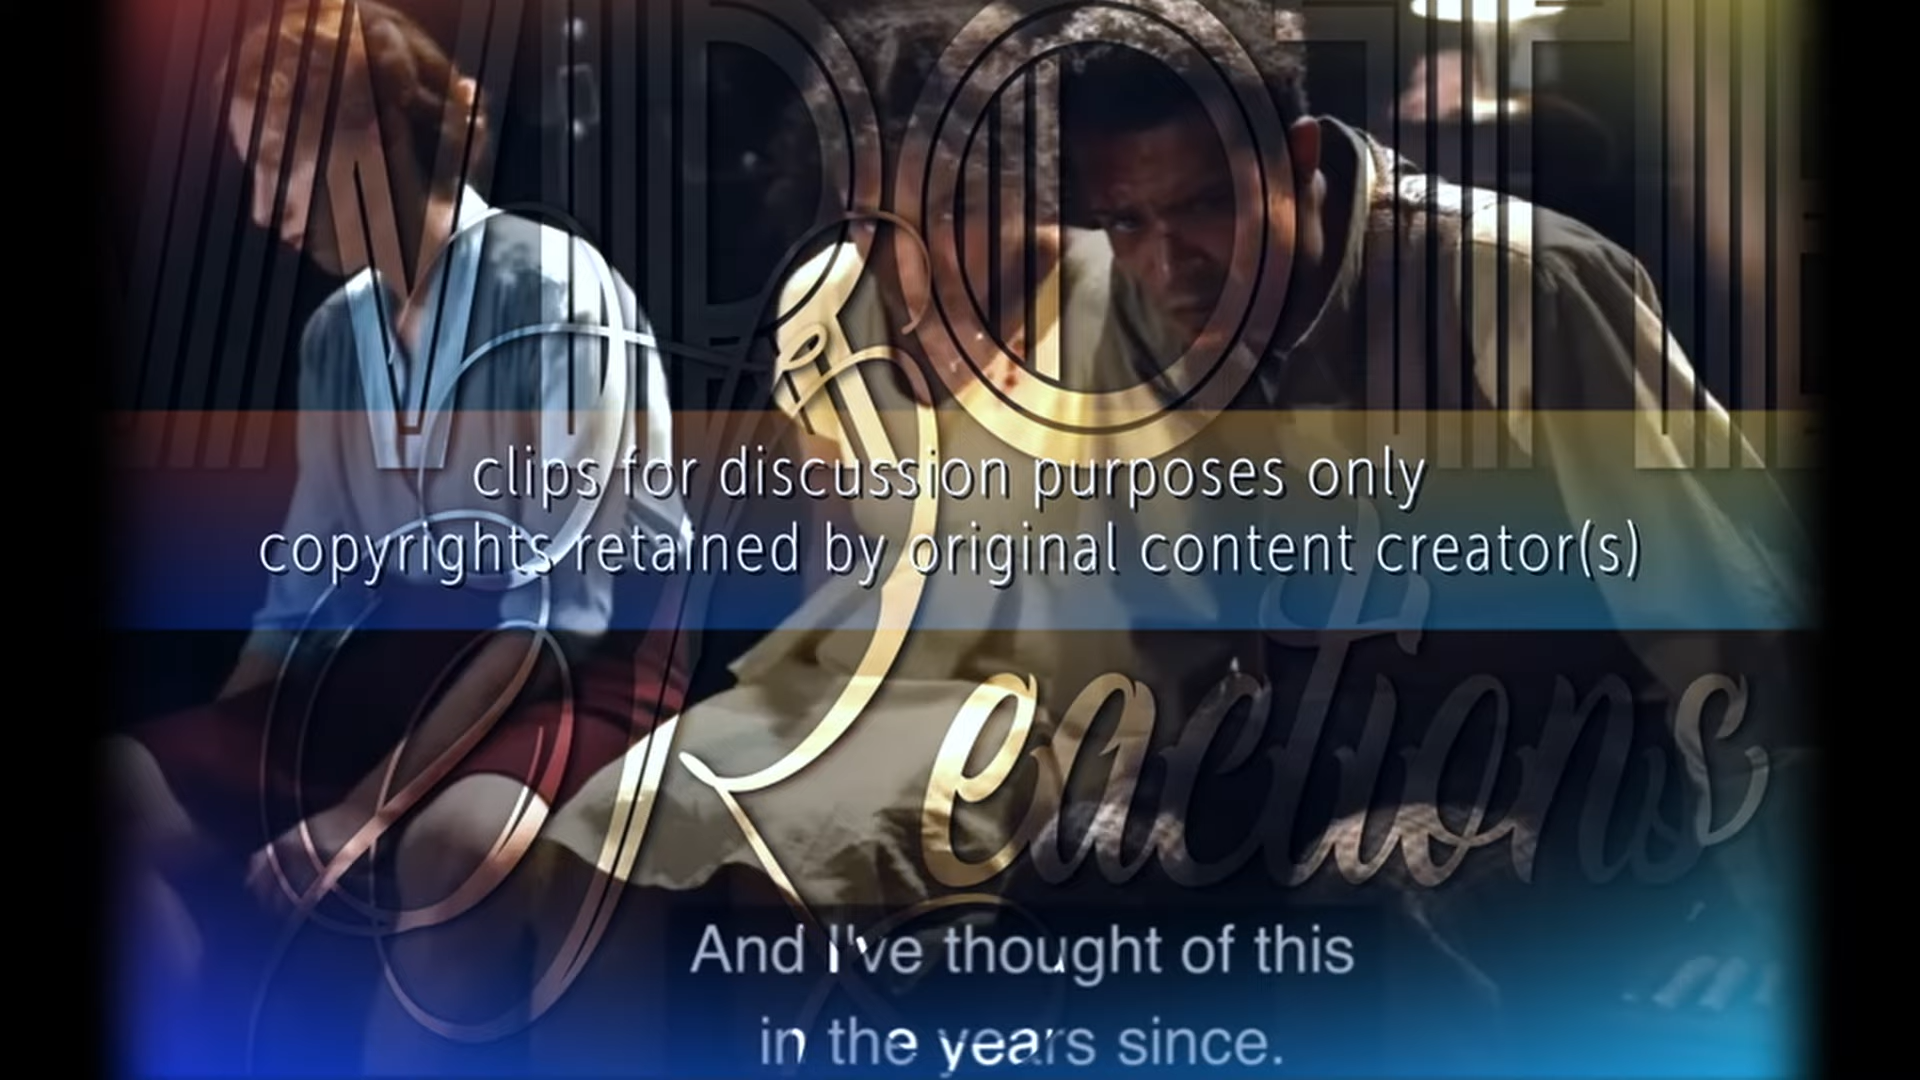 clips for discussion purposes only
copyrights retained by original content creator(s)
Reactions
And I've thought of this
in the years since.